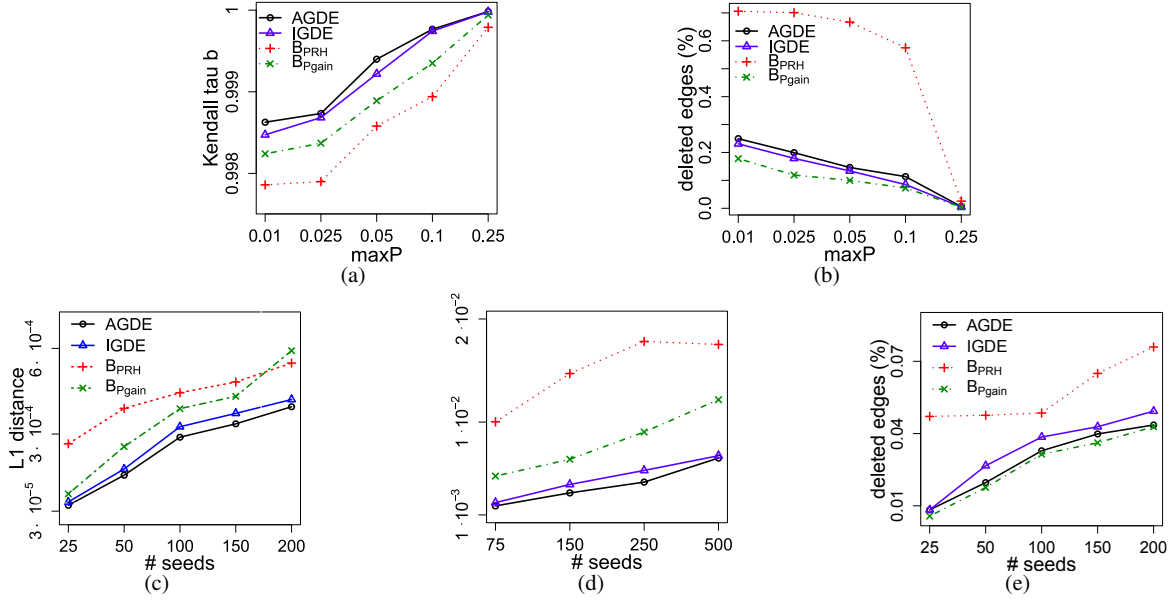 Kendall tau b
0.998
0.999
1
AGDE
IGDE
B_PRH
B_Pgain
0.01
0.025
0.05
0.1
0.25
maxP
(a)
deleted edges (%)
0.0
0.2
0.4
0.6
AGDE
IGDE
B_PRH
B_Pgain
0.01
0.025
0.05
0.1
0.25
maxP
(b)
L1 distance
3 · 10^-5
3 · 10^-4
6 · 10^-4
AGDE
IGDE
B_PRH
B_Pgain
25
50
100
150
200
# seeds
(c)
1 · 10^-3
1 · 10^-2
2 · 10^-2
75
150
250
500
# seeds
(d)
deleted edges (%)
0.01
0.04
0.07
AGDE
IGDE
B_PRH
B_Pgain
25
50
100
150
200
# seeds
(e)